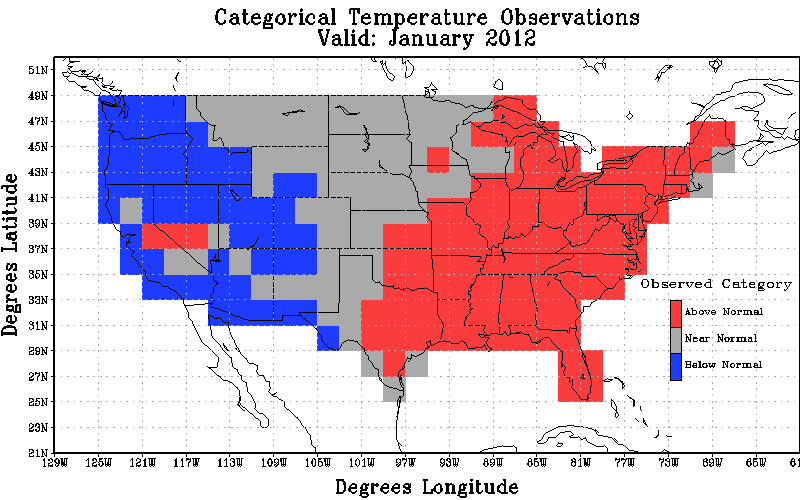 Categorical Temperature Observations
Valid: January 2012
51N
49N
47N
45N
43N
41N
39N
37N
35N
33N
31N
29N
27N
25N
23N
21N
Degrees Latitude
Observed Category
Above Normal
Near Normal
Below Normal
129W 125W 121W 117W 113W 109W 105W 101W 97W 93W 89W 85W 81W 77W 73W 69W 65W
Degrees Longitude